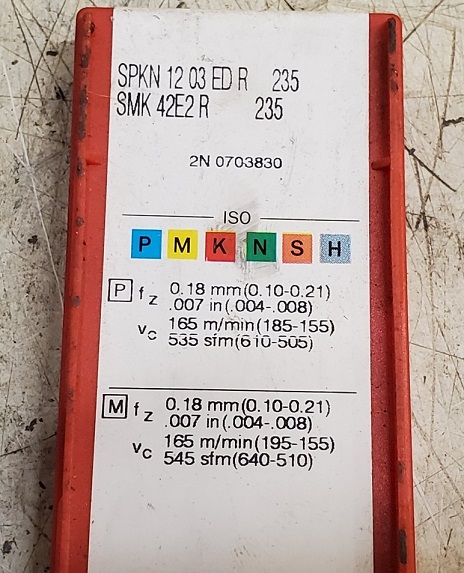 SPKN 12 03 ED R 235
SMK 42E2 R 235
2N 0703830
ISO
P M K N S H
P fz 0.18 mm(0.10-0.21)
.007 in(.004-.008)
vc 165 m/min(185-155)
535 sfm(610-505)
M fz 0.18 mm(0.10-0.21)
.007 in(.004-.008)
vc 165 m/min(195-155)
545 sfm(640-510)